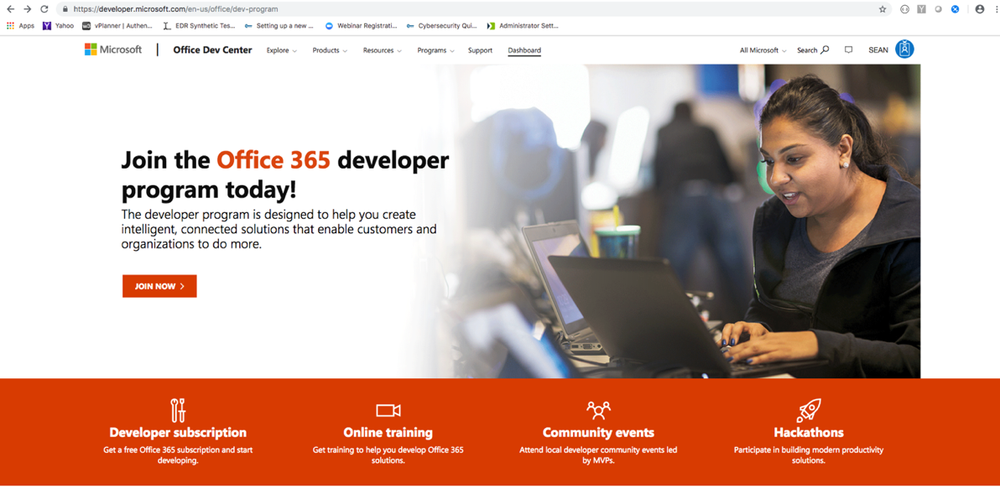 https://developer.microsoft.com/en-us/office/dev-program
Apps Yahoo vPlanner | Authen... EDR Synthetic Tes... Setting up a new ... Webinar Registrati... Cybersecurity Qui... Administrator Sett...
Microsoft Office Dev Center Explore Products Resources Programs Support Dashboard All Microsoft Search SEAN
Join the Office 365 developer
program today!
The developer program is designed to help you create
intelligent, connected solutions that enable customers and
organizations to do more.
JOIN NOW >
Developer subscription
Get a free Office 365 subscription and start
developing.
Online training
Get training to help you develop Office 365
solutions.
Community events
Attend local developer community events led
by MVPs.
Hackathons
Participate in building modern productivity
solutions.